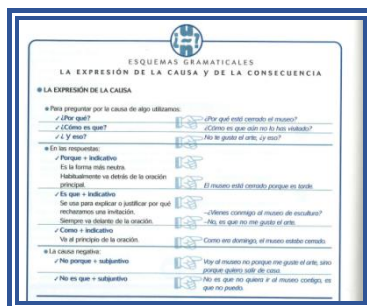 ESQUEMAS GRAMATICALES
LA EXPRESIÓN DE LA CAUSA Y DE LA CONSECUENCIA
LA EXPRESIÓN DE LA CAUSA
Para preguntar por la causa de algo utilizamos:
✓ ¿Por qué? ¿Por qué está cerrado el museo?
✓ ¿Cómo es que? ¿Cómo es que aún no lo has visitado?
✓ ¿Y eso? No te gusta el arte, ¿y eso?
En las respuestas:
✓ Porque + indicativo
Es la forma más neutra.
Habitualmente va detrás de la oración
principal. El museo está cerrado porque es tarde.
✓ Es que + indicativo
Se usa para explicar o justificar por qué
rechazamos una invitación. –¿Vienes conmigo al museo de escultura?
Siempre va delante de la oración. –No, es que no me gusta el arte.
✓ Como + indicativo
Va al principio de la oración. Como era domingo, el museo estaba cerrado.
La causa negativa:
✓ No porque + subjuntivo Voy al museo no porque me guste el arte, sino
porque quiero salir de casa.
✓ No es que + subjuntivo No es que no quiera ir al museo contigo, es
que no puedo.